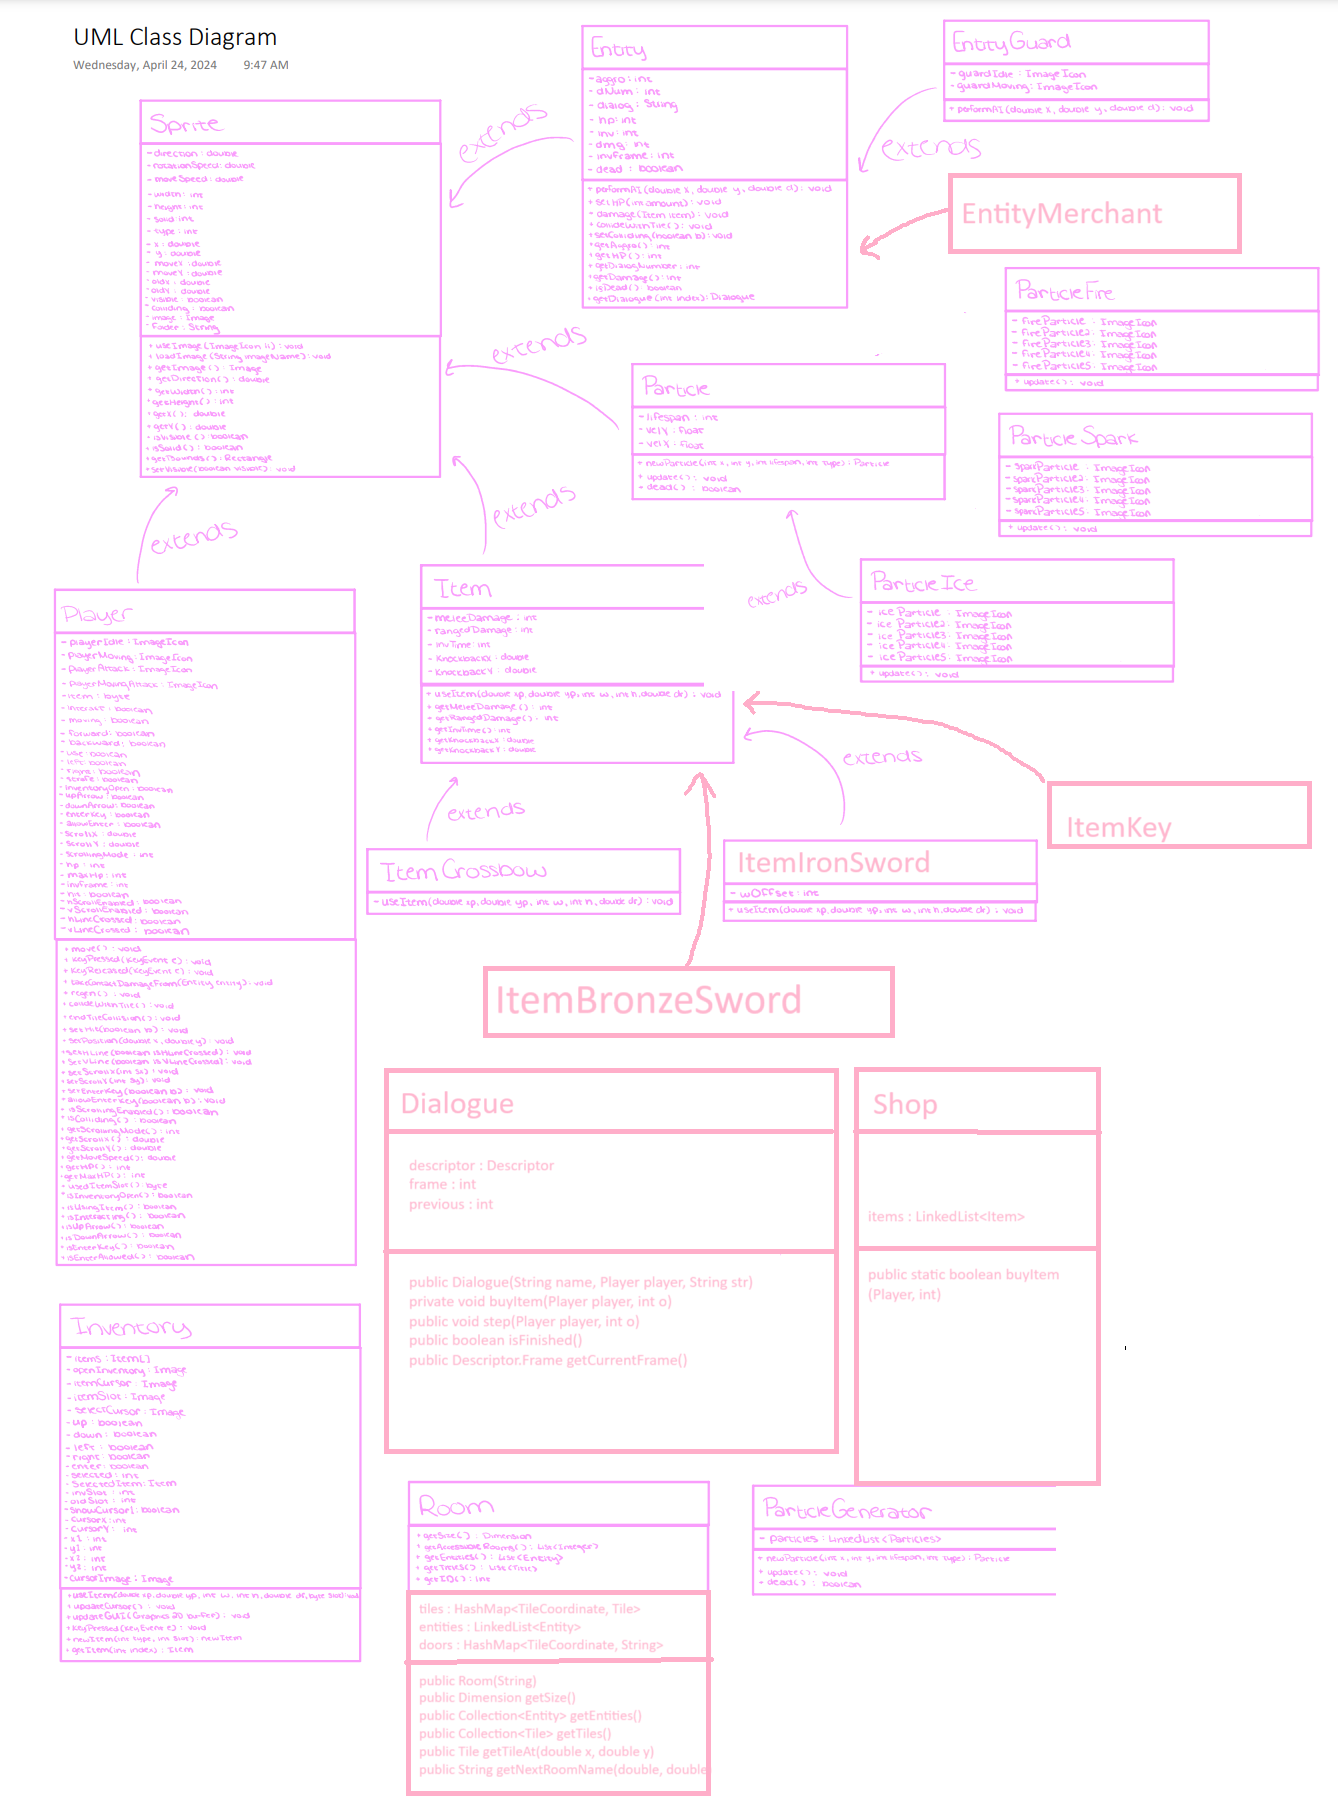 UML Class Diagram
Wednesday, April 24, 2024 9:47 AM
Sprite
- direction: double
- rotationSpeed: double
- moveSpeed: double
- width: int
- height: int
- solid: int
- type: int
- x: double
- y: double
- moveX: double
- moveY: double
- oldX: double
- oldY: double
- visible: boolean
- colliding: boolean
- image: Image
- folder: String
+ useImage(ImageIcon ii): void
+ loadImage(String imageName): void
+ getImage(): Image
+ getDirection(): double
+ getWidth(): int
+ getHeight(): int
+ getX(): double
+ getY(): double
- isVisible(): boolean
+ isSolid(): boolean
+ getBounds(): Rectangle
+ setVisible(boolean visible): void
extends
Entity
- aggro: int
- dNum: int
- dialog: String
- hp: int
- inv: int
- dmg: int
- invFrame: int
- dead: boolean
+ performAI(double x, double y, double d): void
+ setHP(int amount): void
- damage(Item item): void
+ collideWithTile(): void
+ setColliding(boolean b): void
+ getAggro(): int
+ getHP(): int
+ getDialogNumber: int
+ getDamage(): int
+ isDead(): boolean
+ getDialogue(int index): Dialogue
EntityGuard
- guardIdle: ImageIcon
- guardMoving: ImageIcon
+ performAI(double x, double y, double d): void
extends
EntityMerchant
ParticleFire
- fireParticle: ImageIcon
- fireParticle2: ImageIcon
- fireParticle3: ImageIcon
- fireParticle4: ImageIcon
- fireParticle5: ImageIcon
+ update(): void
extends
Particle
- lifespan: int
- velY: float
- velX: float
+ newParticle(int x, int y, int lifespan, int type): Particle
+ update(): void
+ dead(): boolean
ParticleSpark
- sparkParticle: ImageIcon
- sparkParticle2: ImageIcon
- sparkParticle3: ImageIcon
- sparkParticle4: ImageIcon
- sparkParticle5: ImageIcon
+ update(): void
extends
ParticleIce
- iceParticle: ImageIcon
- iceParticle2: ImageIcon
- iceParticle3: ImageIcon
- iceParticle4: ImageIcon
- iceParticle5: ImageIcon
+ update(): void
extends
extends
Player
- playerIdle: ImageIcon
- playerMoving: ImageIcon
- playerAttack: ImageIcon
- playerMovingAttack: ImageIcon
- item: byte
- interact: boolean
- moving: boolean
- forward: boolean
- backward: boolean
- use: boolean
- left: boolean
- right: boolean
- strafe: boolean
- inventoryOpen: boolean
- upArrow: boolean
- downArrow: boolean
- enterKey: boolean
- allowEnter: boolean
- scrollX: double
- scrollY: double
- scrollingMode: int
- hp: int
- maxHp: int
- invFrame: int
- hit: boolean
- hScrollEnabled: boolean
- vScrollEnabled: boolean
- hLineCrossed: boolean
- vLineCrossed: boolean
+ move(): void
+ keyPressed(KeyEvent e): void
+ keyReleased(KeyEvent e): void
+ takeContactDamageFrom(Entity entity): void
+ regen(): void
+ collideWithTile(): void
+ endTileCollision(): void
+ setHit(boolean b): void
+ setPosition(double x, double y): void
+ setHLine(boolean isHLineCrossed): void
+ setVLine(boolean isVLineCrossed): void
+ setScrollX(int sx): void
+ setScrollY(int sy): void
+ setEnterKey(boolean b): void
+ allowEnterKey(boolean b): void
- isScrollingEnabled(): boolean
+ isColliding(): boolean
+ getScrollingMode(): int
+ getScrollX(): double
+ getScrollY(): double
+ getMoveSpeed(): double
+ getHP(): int
+ getMaxHP(): int
+ usedItemSlot(): byte
+ isInventoryOpen(): boolean
+ isUsingItem(): boolean
+ isInteracting(): boolean
+ isUpArrow(): boolean
+ isDownArrow(): boolean
+ isEnterKey(): boolean
+ isEnterAllowed(): boolean
Item
- meleeDamage: int
- rangedDamage: int
- invTime: int
- KnockbackX: double
- KnockbackY: double
+ useItem(double xp, double yp, int w, int h, double dr): void
+ getMeleeDamage(): int
+ getRangedDamage(): int
+ getInvTime(): int
+ getKnockbackX: double
+ getKnockbackY: double
extends
extends
ItemCrossbow
- useItem(double xp, double yp, int w, int h, double dr): void
ItemIronSword
- wOffset: int
+ useItem(double xp, double yp, int w, int h, double dr): void
ItemKey
ItemBronzeSword
Dialogue
descriptor : Descriptor
frame : int
previous : int
public Dialogue(String name, Player player, String str)
private void buyItem(Player player, int o)
public void step(Player player, int o)
public boolean isFinished()
public Descriptor.Frame getCurrentFrame()
Shop
items : LinkedList<Item>
public static boolean buyItem
(Player, int)
Inventory
- items: Item[]
- openInventory: Image
- itemCursor: Image
- itemSlot: Image
- selectCursor: Image
- up: boolean
- down: boolean
- left: boolean
- right: boolean
- enter: boolean
- selected: int
- SelectedItem: Item
- invSlot: int
- oldSlot: int
- showCursor1: boolean
- CursorX: int
- CursorY: int
- x1: int
- y1: int
- x2: int
- y2: int
- cursorImage: Image
+ useItem(double xp, double yp, int w, int h, double dr, byte slot): void
+ updateCursor(): void
+ updateGUI(Graphics2D buffer): void
+ keyPressed(KeyEvent e): void
+ newItem(int type, int slot): newItem
+ getItem(int index): Item
Room
+ getSize(): Dimension
+ getAccessibleRooms(): List<Integer>
+ getEntities(): List<Entity>
+ getTiles(): List<Tile>
+ getID(): int
tiles : HashMap<TileCoordinate, Tile>
entities : LinkedList<Entity>
doors : HashMap<TileCoordinate, String>
public Room(String)
public Dimension getSize()
public Collection<Entity> getEntities()
public Collection<Tile> getTiles()
public Tile getTileAt(double x, double y)
public String getNextRoomName(double, double
ParticleGenerator
- particles: LinkedList<Particles>
+ newParticle(int x, int y, int lifespan, int type): Particle
+ update(): void
+ dead(): boolean